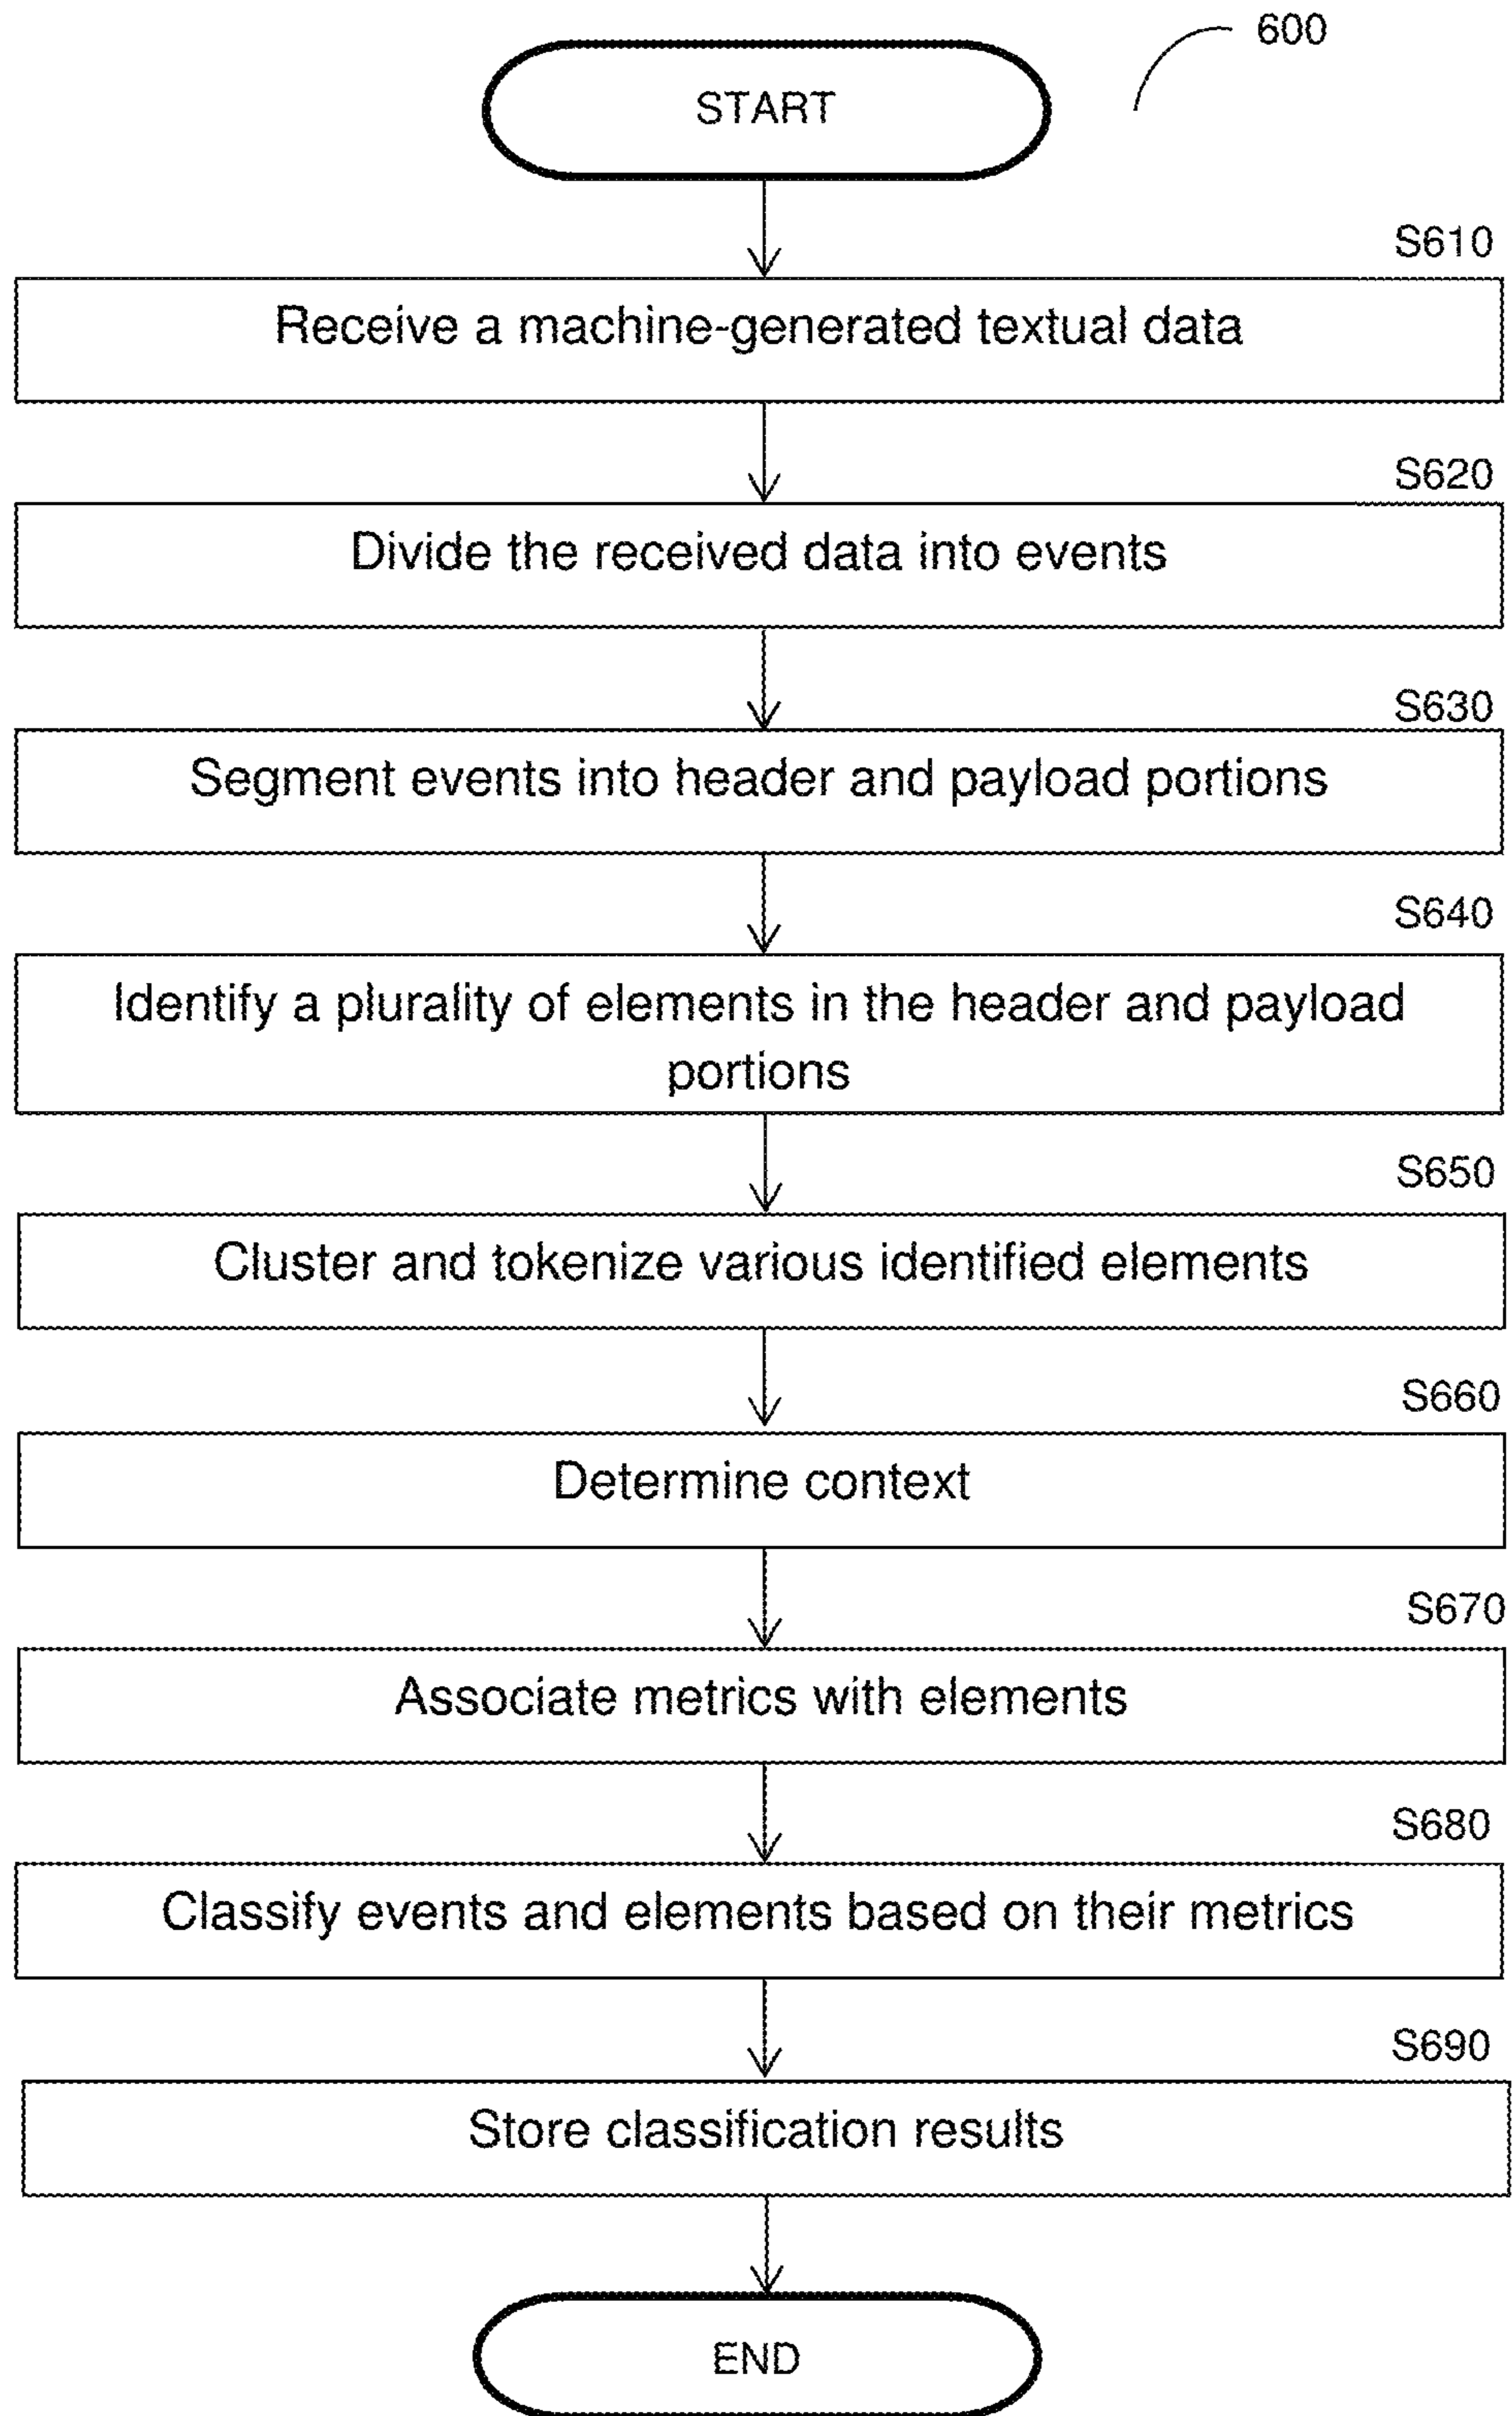 600
START
S610
Receive a machine-generated textual data
S620
Divide the received data into events
S630
Segment events into header and payload portions
S640
Identify a plurality of elements in the header and payload
portions
S650
Cluster and tokenize various identified elements
S660
Determine context
S670
Associate metrics with elements
S680
Classify events and elements based on their metrics
S690
Store classification results
END